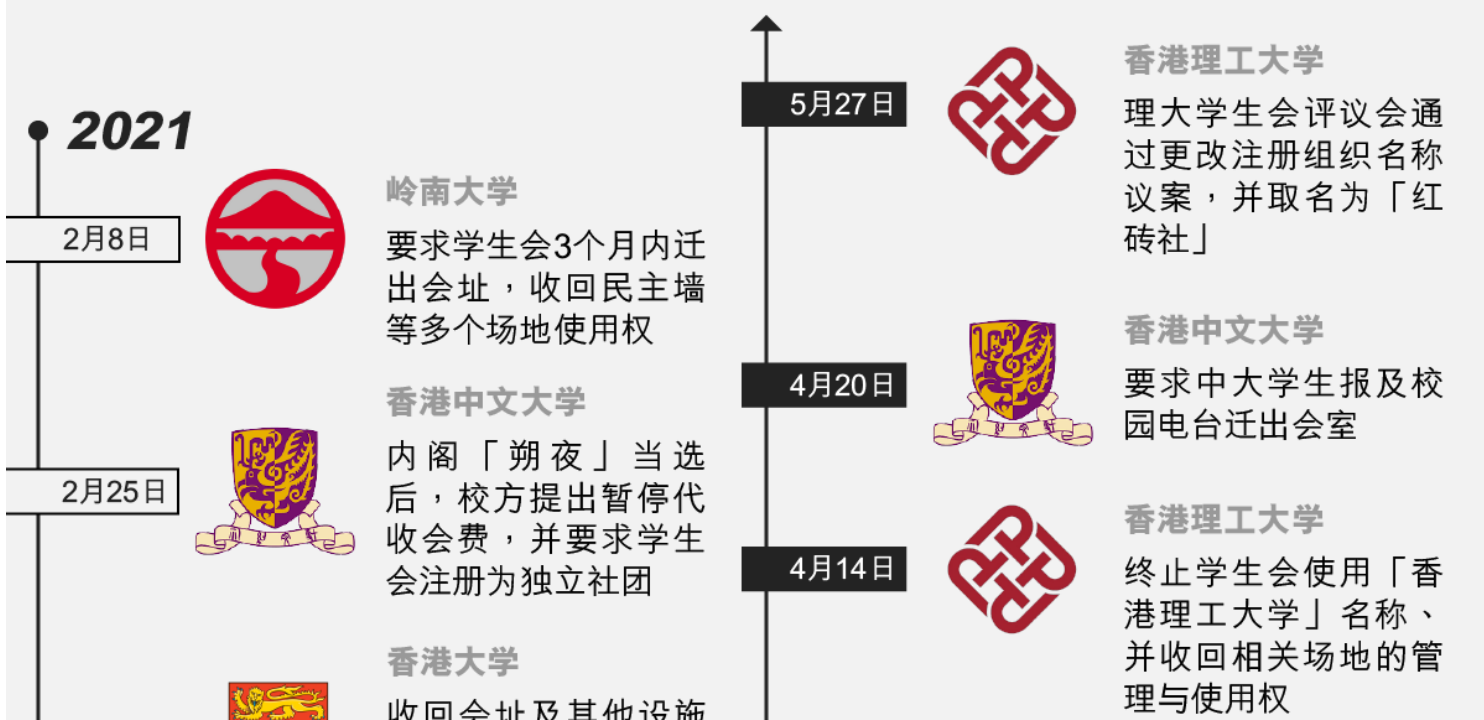 2021
2月8日
岭南大学
要求学生会3个月内迁
出会址，收回民主墙
等多个场地使用权
2月25日
香港中文大学
内阁「朔夜」当选
后，校方提出暂停代
收会费，并要求学生
会注册为独立社团
香港大学
收回会址及其他设施
5月27日
香港理工大学
理大学生会评议会通
过更改注册组织名称
议案，并取名为「红
砖社」
4月20日
香港中文大学
要求中大学生报及校
园电台迁出会室
4月14日
香港理工大学
终止学生会使用「香
港理工大学」名称、
并收回相关场地的管
理与使用权